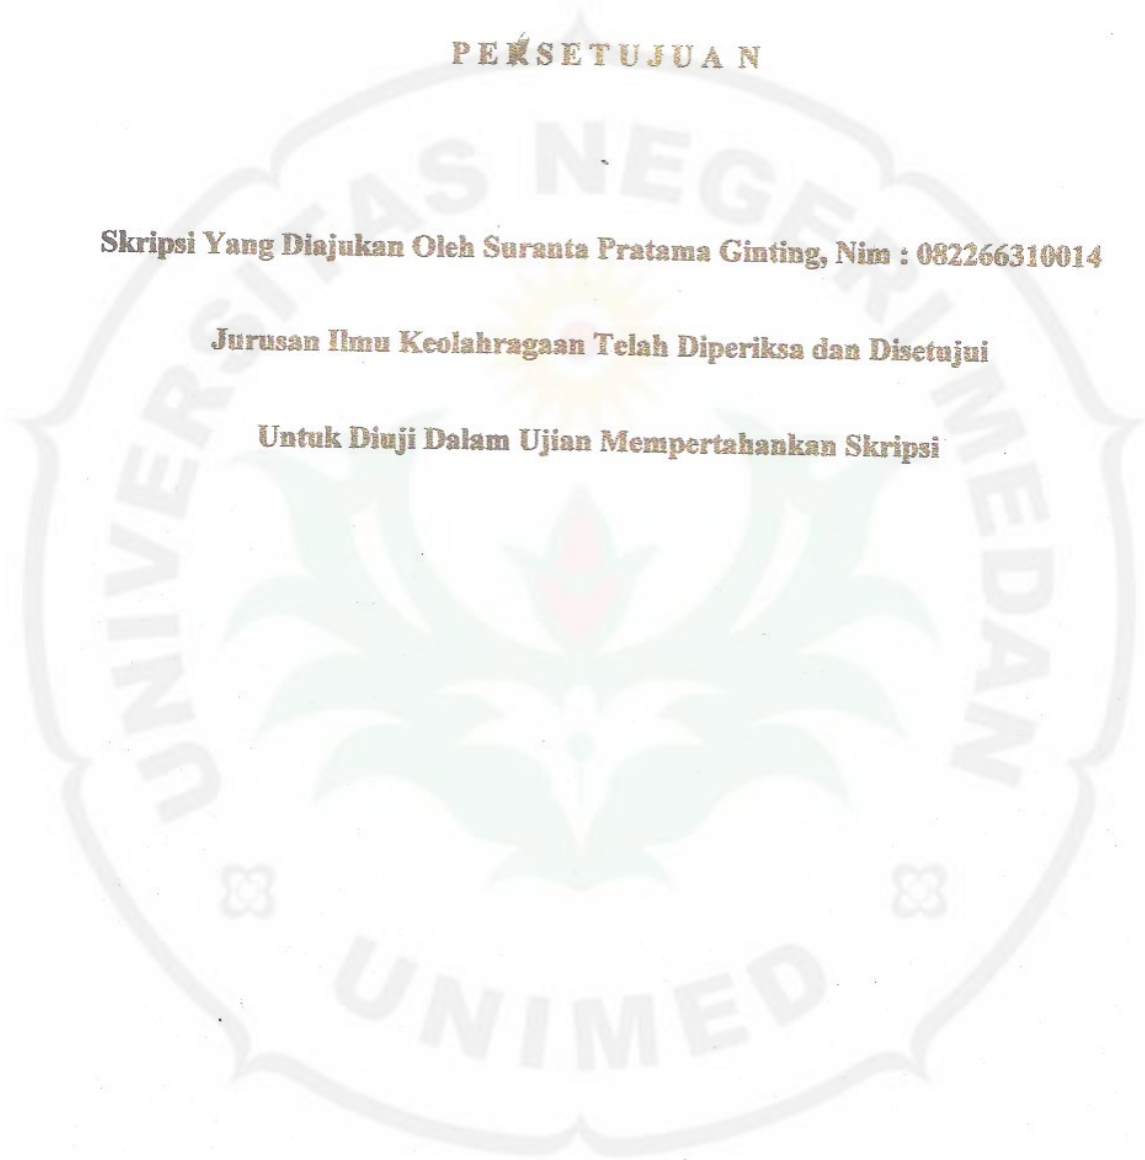 PERSETUJUAN
Skripsi Yang Diajukan Oleh Suranta Pratama Ginting, Nim : 082266310014
Jurusan Ilmu Keolahragaan Telah Diperiksa dan Disetujui
Untuk Diuji Dalam Ujian Mempertahankan Skripsi
UNIVERSITAS NEGERI MEDAN
UNIMED